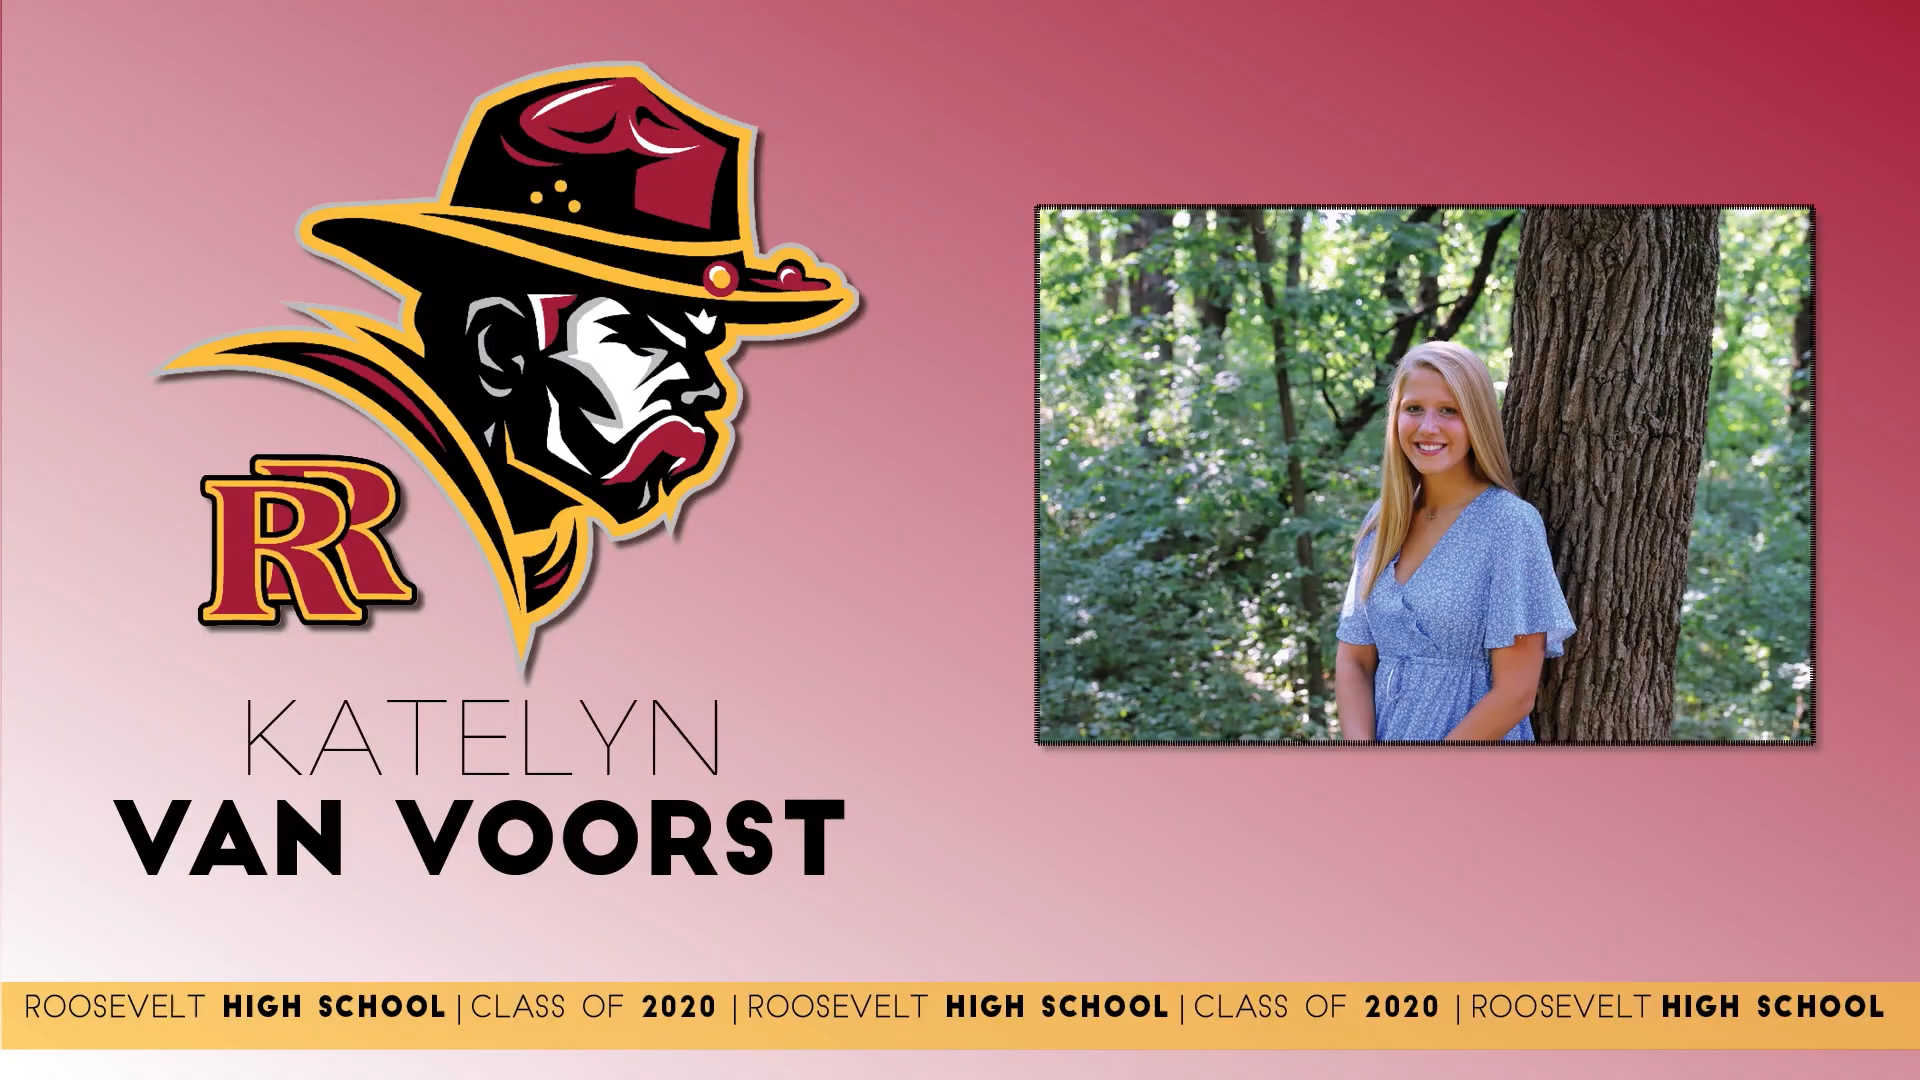 RR
KATELYN
VAN VOORST
ROOSEVELT HIGH SCHOOL | CLASS OF 2020 | ROOSEVELT HIGH SCHOOL | CLASS OF 2020 | ROOSEVELT HIGH SCHOOL